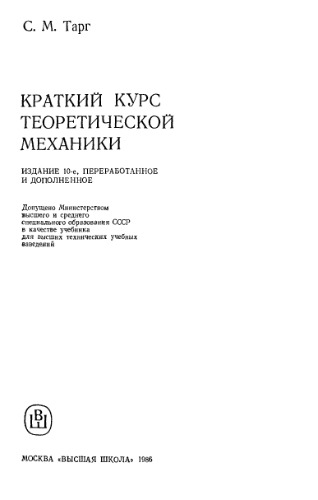 С. М. Тарг
КРАТКИЙ КУРС
ТЕОРЕТИЧЕСКОЙ
МЕХАНИКИ
ИЗДАНИЕ 10-е, ПЕРЕРАБОТАННОЕ
И ДОПОЛНЕННОЕ
Допущено Министерством
высшего и среднего
специального образования СССР
в качестве учебника
для высших технических учебных
заведений
ВШ
МОСКВА «ВЫСШАЯ ШКОЛА» 1986